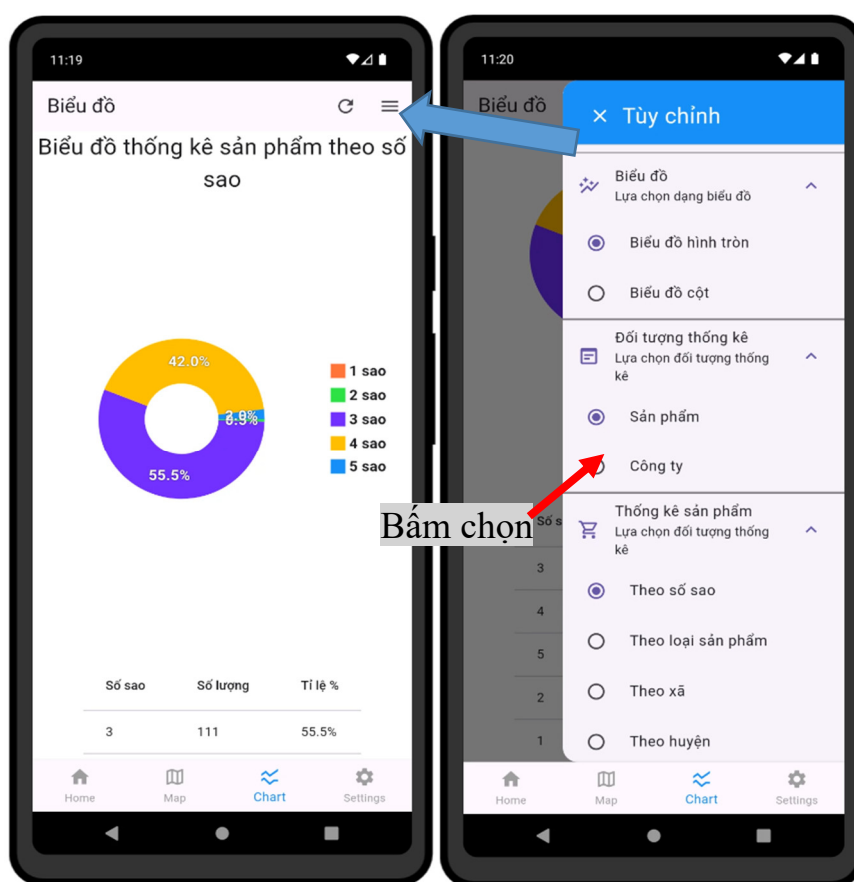 11:19
Biểu đồ
Biểu đồ thống kê sản phẩm theo số
sao
42.0%
55.5%
1 sao
2 sao
3 sao
4 sao
5 sao
Số sao Số lượng Tỉ lệ %
3 111 55.5%
Home Map Chart Settings
11:20
Biểu đồ
Tùy chỉnh
Biểu đồ
Lựa chọn dạng biểu đồ
Biểu đồ hình tròn
Biểu đồ cột
Đối tượng thống kê
Lựa chọn đối tượng thống
kê
Sản phẩm
Công ty
Bấm chọn
Thống kê sản phẩm
Lựa chọn đối tượng thống
kê
Theo số sao
Theo loại sản phẩm
Theo xã
Theo huyện
Số s
3
4
5
2
1
Home Map Chart Settings